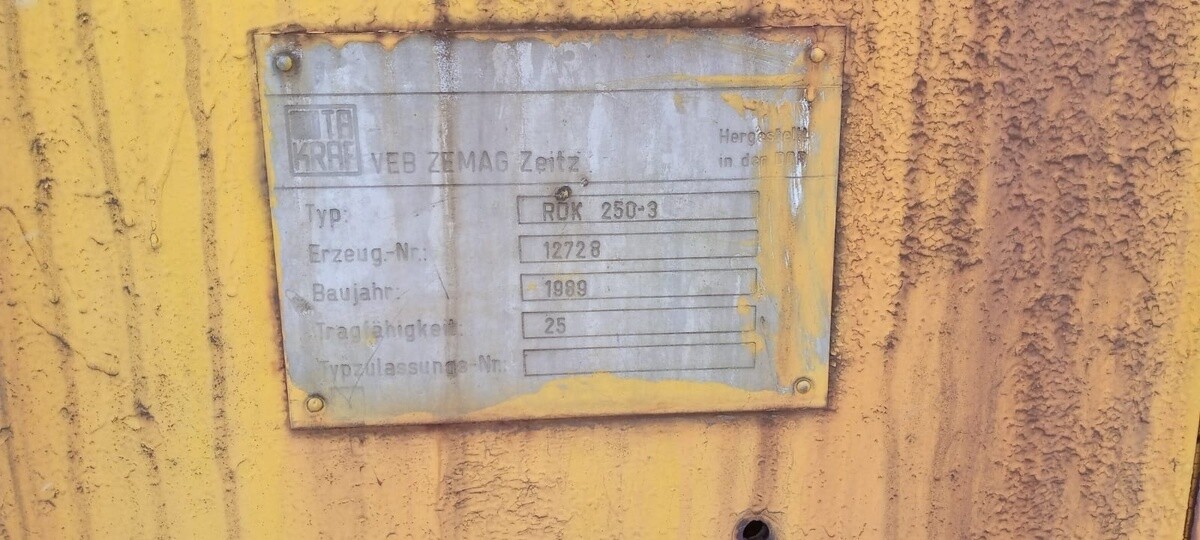 TA
KRAF
VEB ZEMAG Zeitz
Hergestellt
in der DDR
Typ: RDK 250-3
Erzeug.-Nr.: 12728
Baujahr: 1989
Tragfähigkeit: 25
Typzulassungs-Nr.: